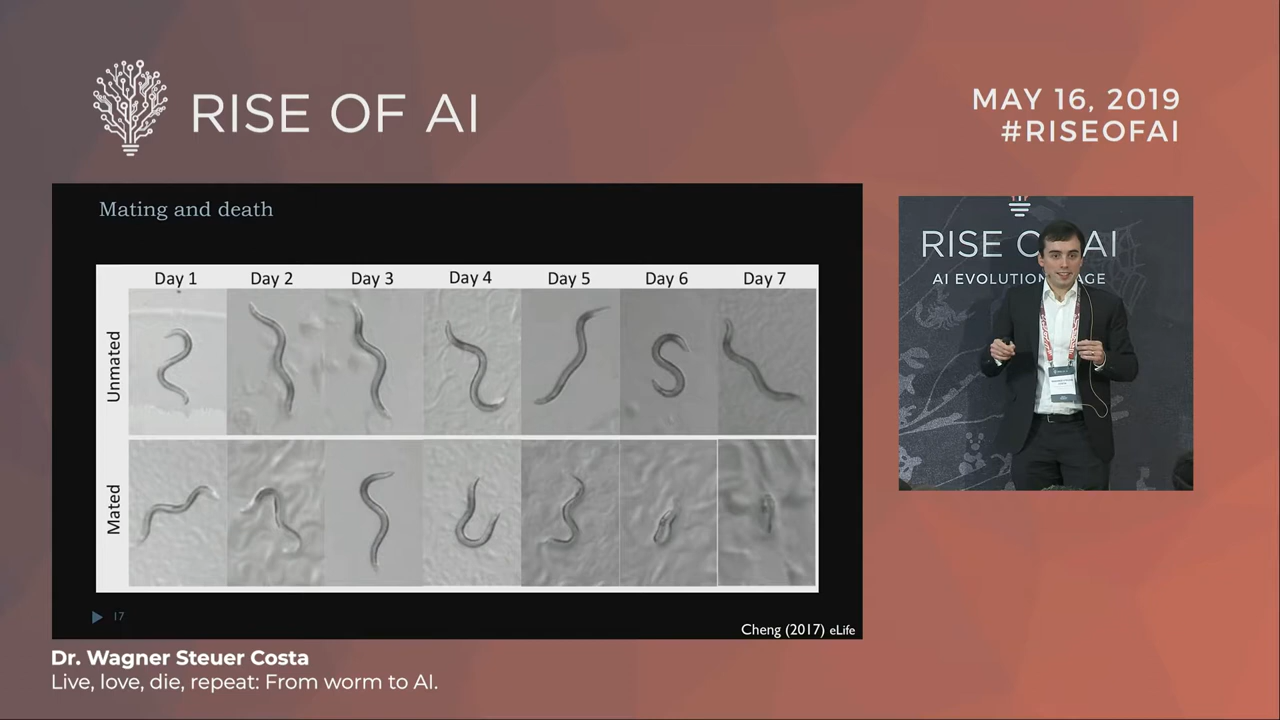 RISE OF AI
MAY 16, 2019
#RISEOFAI
Mating and death
Day 1 Day 2 Day 3 Day 4 Day 5 Day 6 Day 7
Unmated
Mated
17
Cheng (2017) eLife
RISE O AI
AI EVOLUTION AGE
Dr. Wagner Steuer Costa
Live, love, die, repeat: From worm to AI.